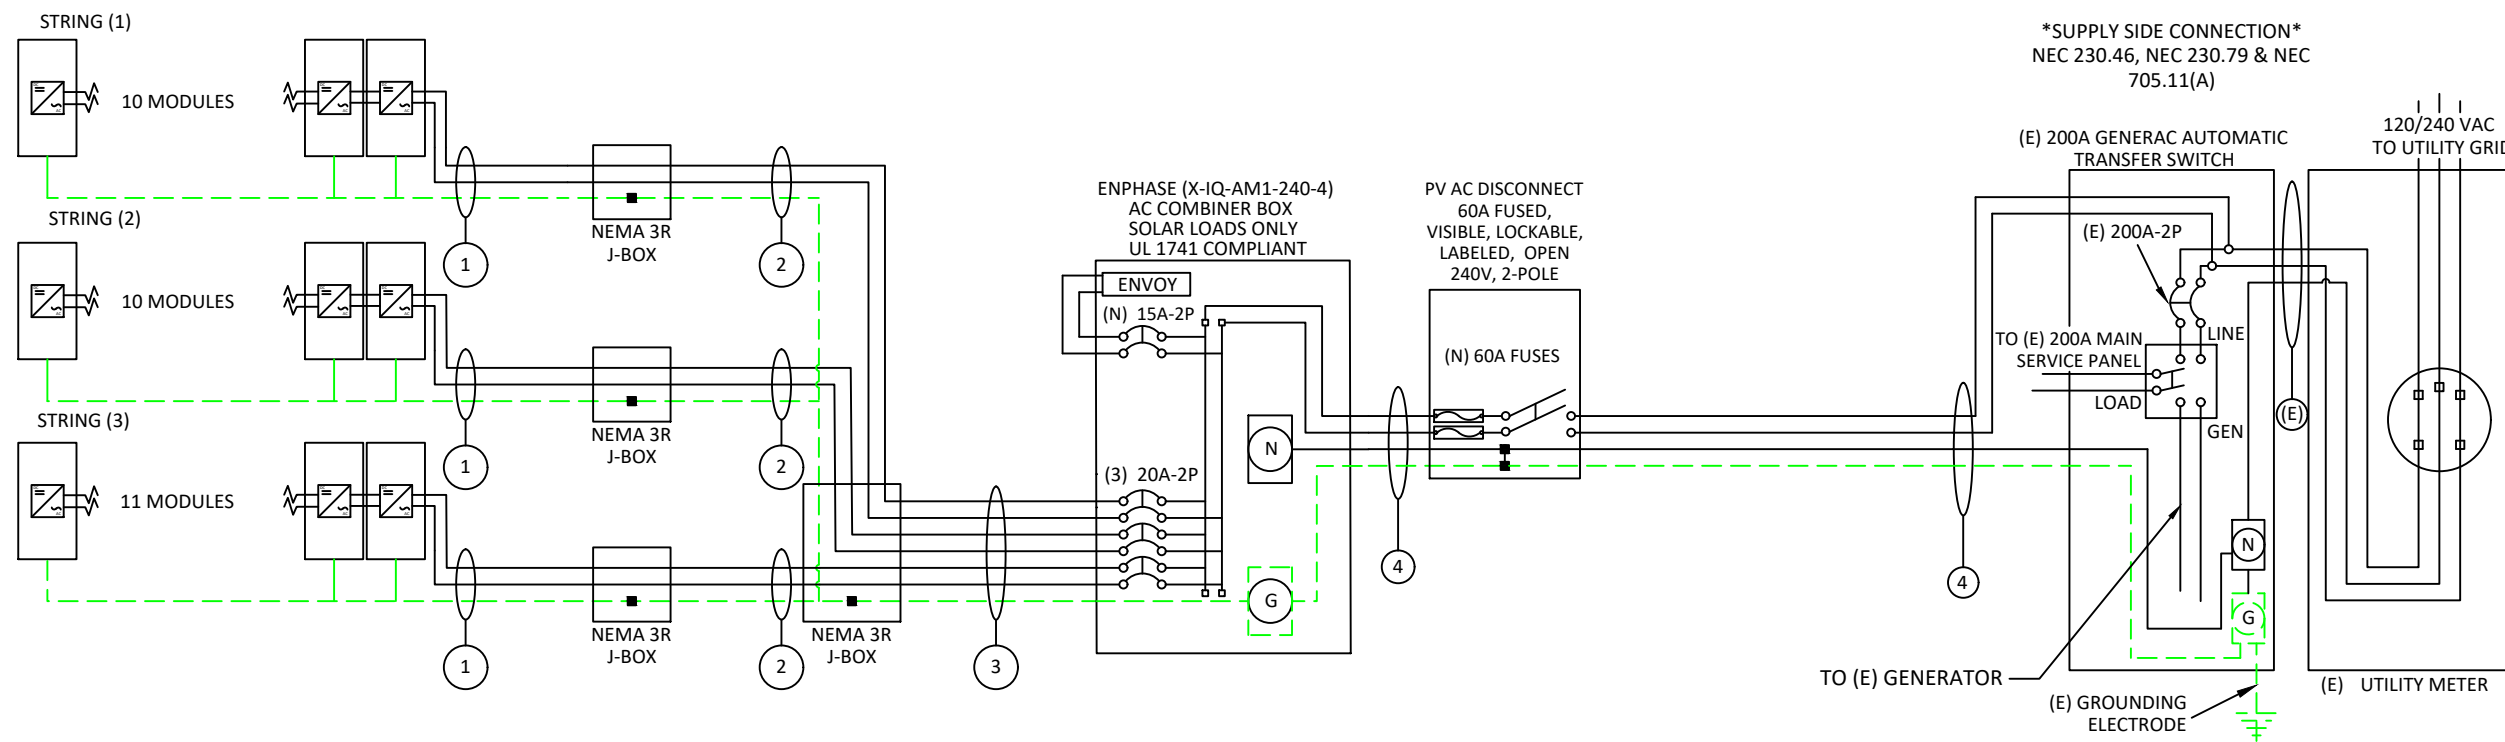 STRING (1)
10 MODULES
1
NEMA 3R
J-BOX
2
STRING (2)
10 MODULES
1
NEMA 3R
J-BOX
2
STRING (3)
11 MODULES
1
NEMA 3R
J-BOX
2
NEMA 3R
J-BOX
3
ENPHASE (X-IQ-AM1-240-4)
AC COMBINER BOX
SOLAR LOADS ONLY
UL 1741 COMPLIANT
ENVOY
(N) 15A-2P
N
(3) 20A-2P
G
4
PV AC DISCONNECT
60A FUSED,
VISIBLE, LOCKABLE,
LABELED, OPEN
240V, 2-POLE
(N) 60A FUSES
4
*SUPPLY SIDE CONNECTION*
NEC 230.46, NEC 230.79 & NEC
705.11(A)
(E) 200A GENERAC AUTOMATIC
TRANSFER SWITCH
(E) 200A-2P
TO (E) 200A MAIN
SERVICE PANEL
LINE
LOAD
GEN
N
G
TO (E) GENERATOR
(E) GROUNDING
ELECTRODE
(E)
120/240 VAC
TO UTILITY GRID
(E) UTILITY METER